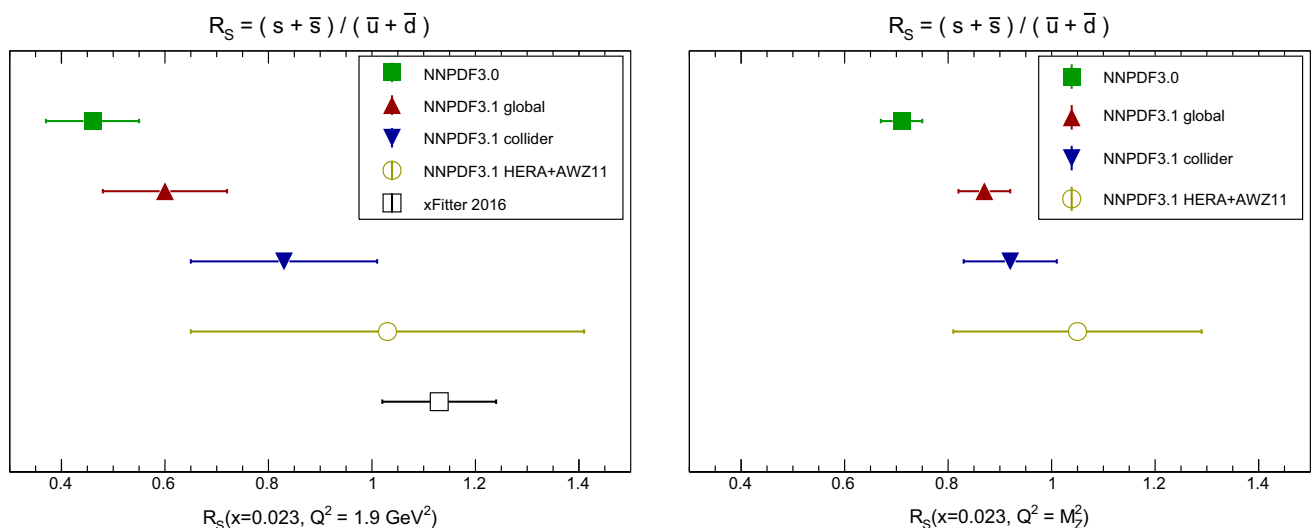 R_S = ( s + s̅ ) / ( u̅ + d̅ )
NNPDF3.0
NNPDF3.1 global
NNPDF3.1 collider
NNPDF3.1 HERA+AWZ11
xFitter 2016
0.4 0.6 0.8 1 1.2 1.4
R_S(x=0.023, Q² = 1.9 GeV²)
R_S = ( s + s̅ ) / ( u̅ + d̅ )
NNPDF3.0
NNPDF3.1 global
NNPDF3.1 collider
NNPDF3.1 HERA+AWZ11
0.4 0.6 0.8 1 1.2 1.4
R_S(x=0.023, Q² = M_Z²)